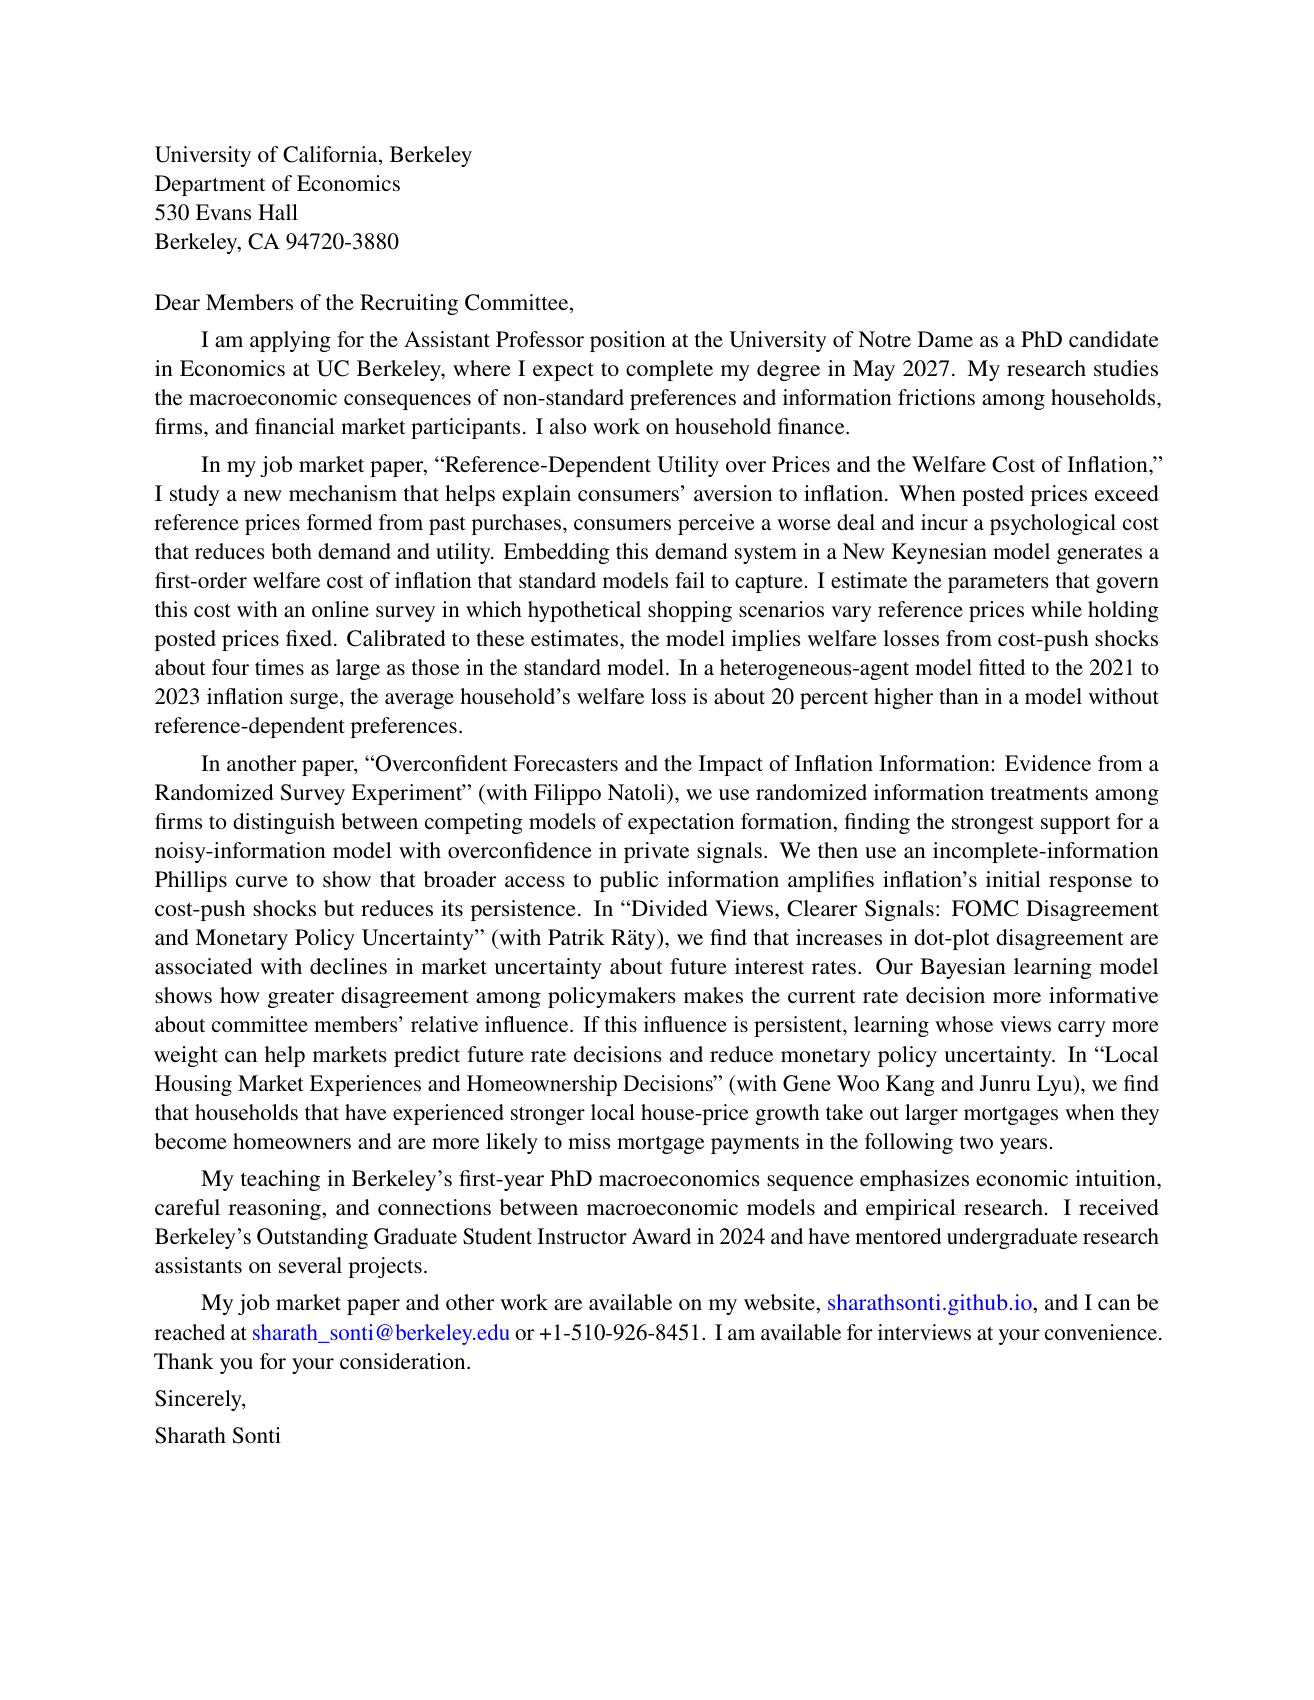 University of California, Berkeley
Department of Economics
530 Evans Hall
Berkeley, CA 94720-3880
Dear Members of the Recruiting Committee,
I am applying for the Assistant Professor position at the University of Notre Dame as a PhD candidate
in Economics at UC Berkeley, where I expect to complete my degree in May 2027. My research studies
the macroeconomic consequences of non-standard preferences and information frictions among households,
firms, and financial market participants. I also work on household finance.
In my job market paper, “Reference-Dependent Utility over Prices and the Welfare Cost of Inflation,”
I study a new mechanism that helps explain consumers’ aversion to inflation. When posted prices exceed
reference prices formed from past purchases, consumers perceive a worse deal and incur a psychological cost
that reduces both demand and utility. Embedding this demand system in a New Keynesian model generates a
first-order welfare cost of inflation that standard models fail to capture. I estimate the parameters that govern
this cost with an online survey in which hypothetical shopping scenarios vary reference prices while holding
posted prices fixed. Calibrated to these estimates, the model implies welfare losses from cost-push shocks
about four times as large as those in the standard model. In a heterogeneous-agent model fitted to the 2021 to
2023 inflation surge, the average household’s welfare loss is about 20 percent higher than in a model without
reference-dependent preferences.
In another paper, “Overconfident Forecasters and the Impact of Inflation Information: Evidence from a
Randomized Survey Experiment” (with Filippo Natoli), we use randomized information treatments among
firms to distinguish between competing models of expectation formation, finding the strongest support for a
noisy-information model with overconfidence in private signals. We then use an incomplete-information
Phillips curve to show that broader access to public information amplifies inflation’s initial response to
cost-push shocks but reduces its persistence. In “Divided Views, Clearer Signals: FOMC Disagreement
and Monetary Policy Uncertainty” (with Patrik Räty), we find that increases in dot-plot disagreement are
associated with declines in market uncertainty about future interest rates. Our Bayesian learning model
shows how greater disagreement among policymakers makes the current rate decision more informative
about committee members’ relative influence. If this influence is persistent, learning whose views carry more
weight can help markets predict future rate decisions and reduce monetary policy uncertainty. In “Local
Housing Market Experiences and Homeownership Decisions” (with Gene Woo Kang and Junru Lyu), we find
that households that have experienced stronger local house-price growth take out larger mortgages when they
become homeowners and are more likely to miss mortgage payments in the following two years.
My teaching in Berkeley’s first-year PhD macroeconomics sequence emphasizes economic intuition,
careful reasoning, and connections between macroeconomic models and empirical research. I received
Berkeley’s Outstanding Graduate Student Instructor Award in 2024 and have mentored undergraduate research
assistants on several projects.
My job market paper and other work are available on my website, sharathsonti.github.io, and I can be
reached at sharath_sonti@berkeley.edu or +1-510-926-8451. I am available for interviews at your convenience.
Thank you for your consideration.
Sincerely,
Sharath Sonti